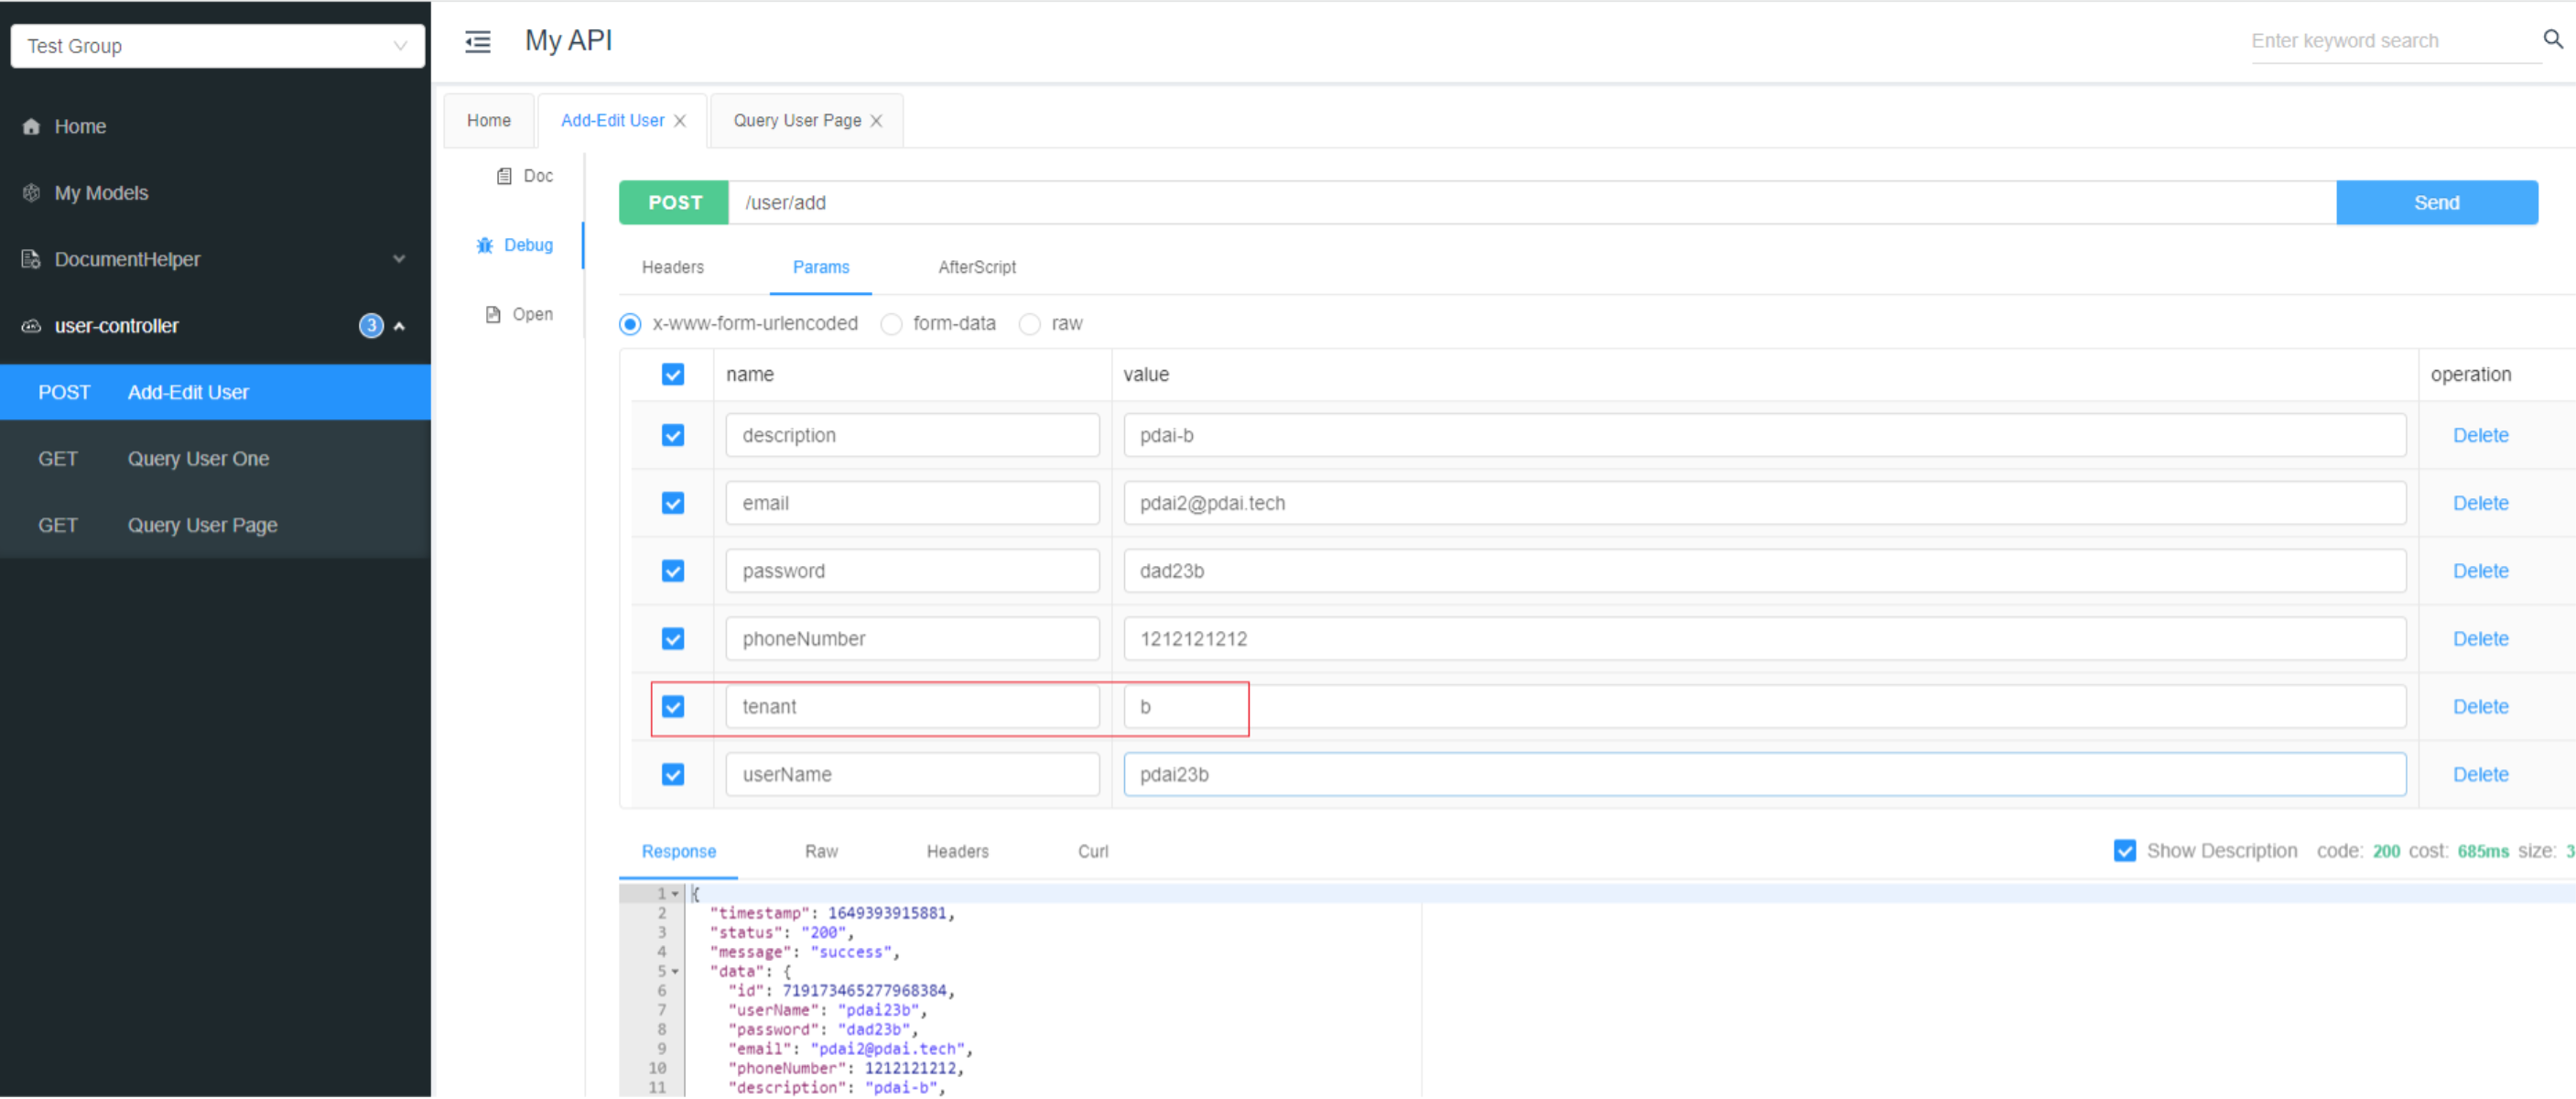 Test Group
My API
Enter keyword search
Home
My Models
DocumentHelper
user-controller 3
POST Add-Edit User
GET Query User One
GET Query User Page
Home Add-Edit User Query User Page
Doc
Debug
Open
POST /user/add Send
Headers Params AfterScript
x-www-form-urlencoded form-data raw
name value operation
description pdai-b Delete
email pdai2@pdai.tech Delete
password dad23b Delete
phoneNumber 1212121212 Delete
tenant b Delete
userName pdai23b Delete
Response Raw Headers Curl Show Description code: 200 cost: 685ms size: 3
1 {
2 "timestamp": 1649393915881,
3 "status": "200",
4 "message": "success",
5 "data": {
6 "id": 719173465277968384,
7 "userName": "pdai23b",
8 "password": "dad23b",
9 "email": "pdai2@pdai.tech",
10 "phoneNumber": 1212121212,
11 "description": "pdai-b",